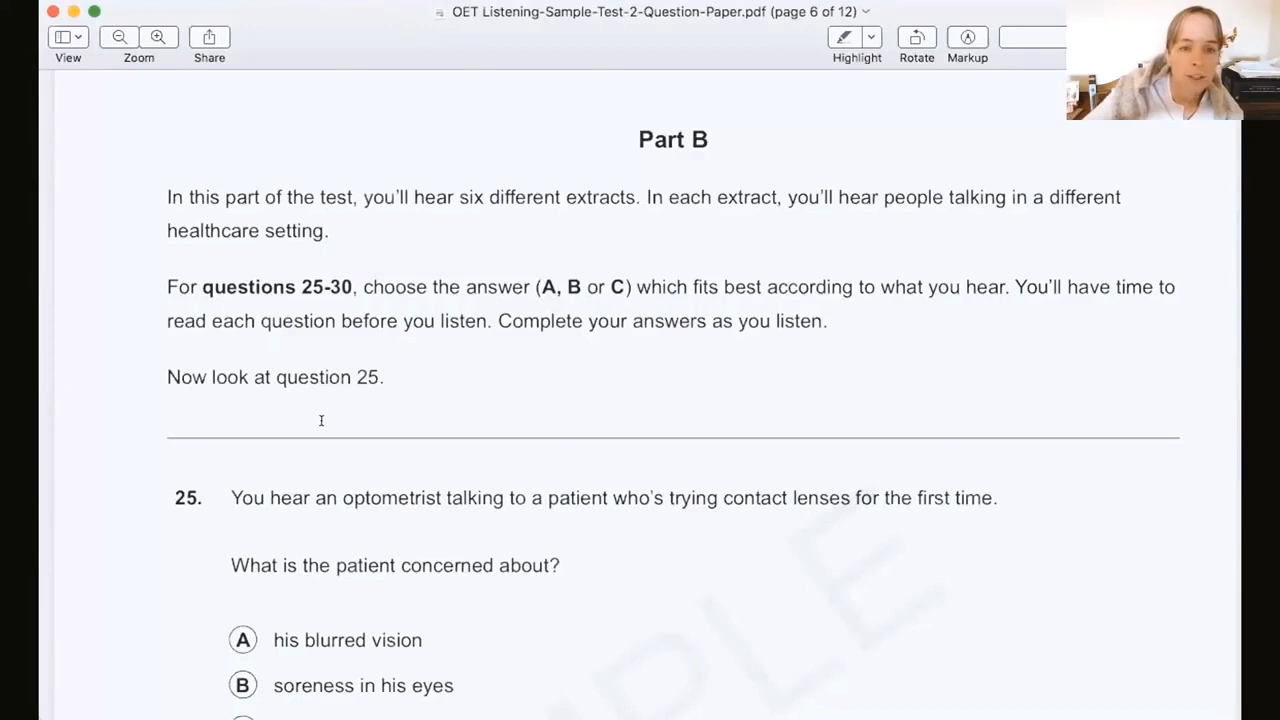 OET Listening-Sample-Test-2-Question-Paper.pdf (page 6 of 12)
View
Zoom
Share
Highlight
Rotate
Markup
Part B
In this part of the test, you'll hear six different extracts. In each extract, you'll hear people talking in a different
healthcare setting.
For questions 25-30, choose the answer (A, B or C) which fits best according to what you hear. You'll have time to
read each question before you listen. Complete your answers as you listen.
Now look at question 25.
25. You hear an optometrist talking to a patient who's trying contact lenses for the first time.
What is the patient concerned about?
A his blurred vision
B soreness in his eyes